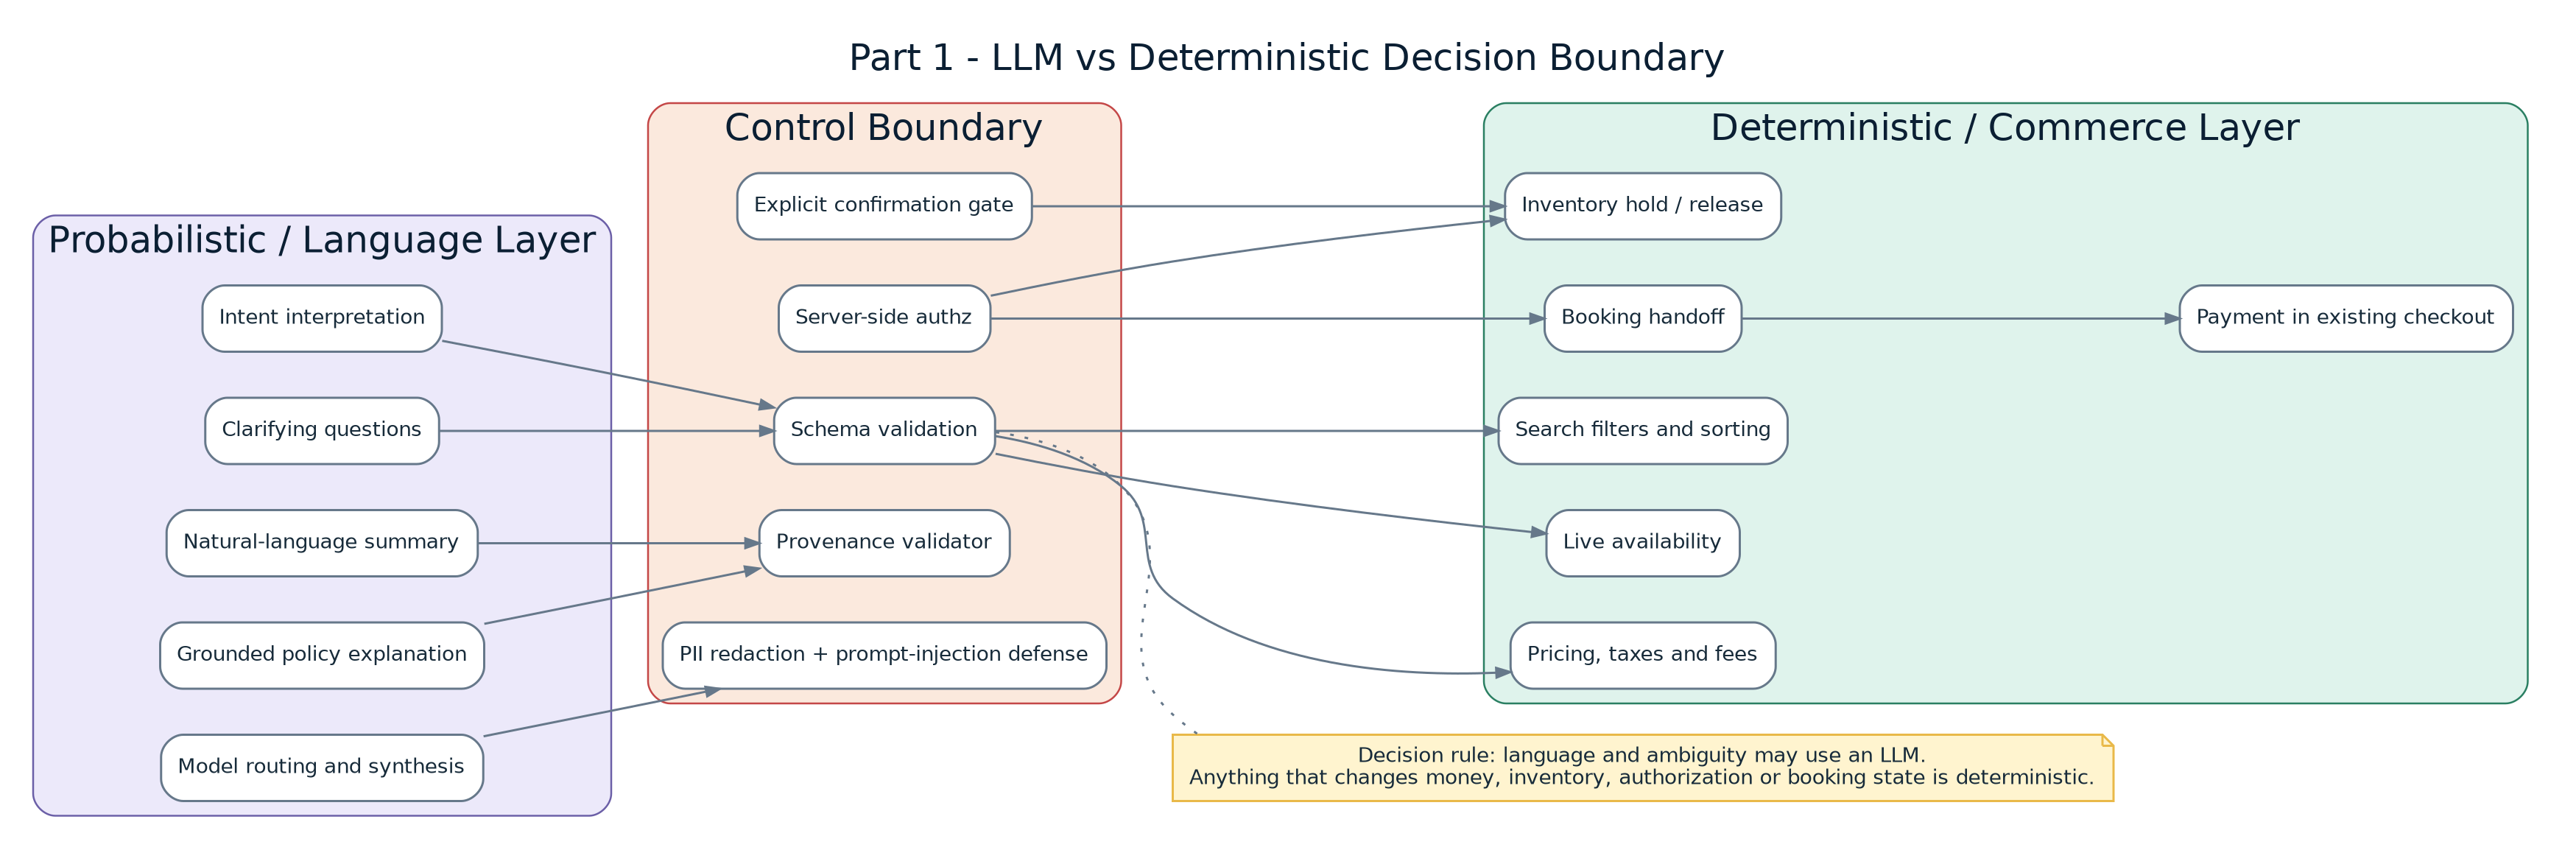 Part 1 - LLM vs Deterministic Decision Boundary
Probabilistic / Language Layer
Intent interpretation
Clarifying questions
Natural-language summary
Grounded policy explanation
Model routing and synthesis
Control Boundary
Explicit confirmation gate
Server-side authz
Schema validation
Provenance validator
PII redaction + prompt-injection defense
Deterministic / Commerce Layer
Inventory hold / release
Booking handoff
Payment in existing checkout
Search filters and sorting
Live availability
Pricing, taxes and fees
Decision rule: language and ambiguity may use an LLM.
Anything that changes money, inventory, authorization or booking state is deterministic.